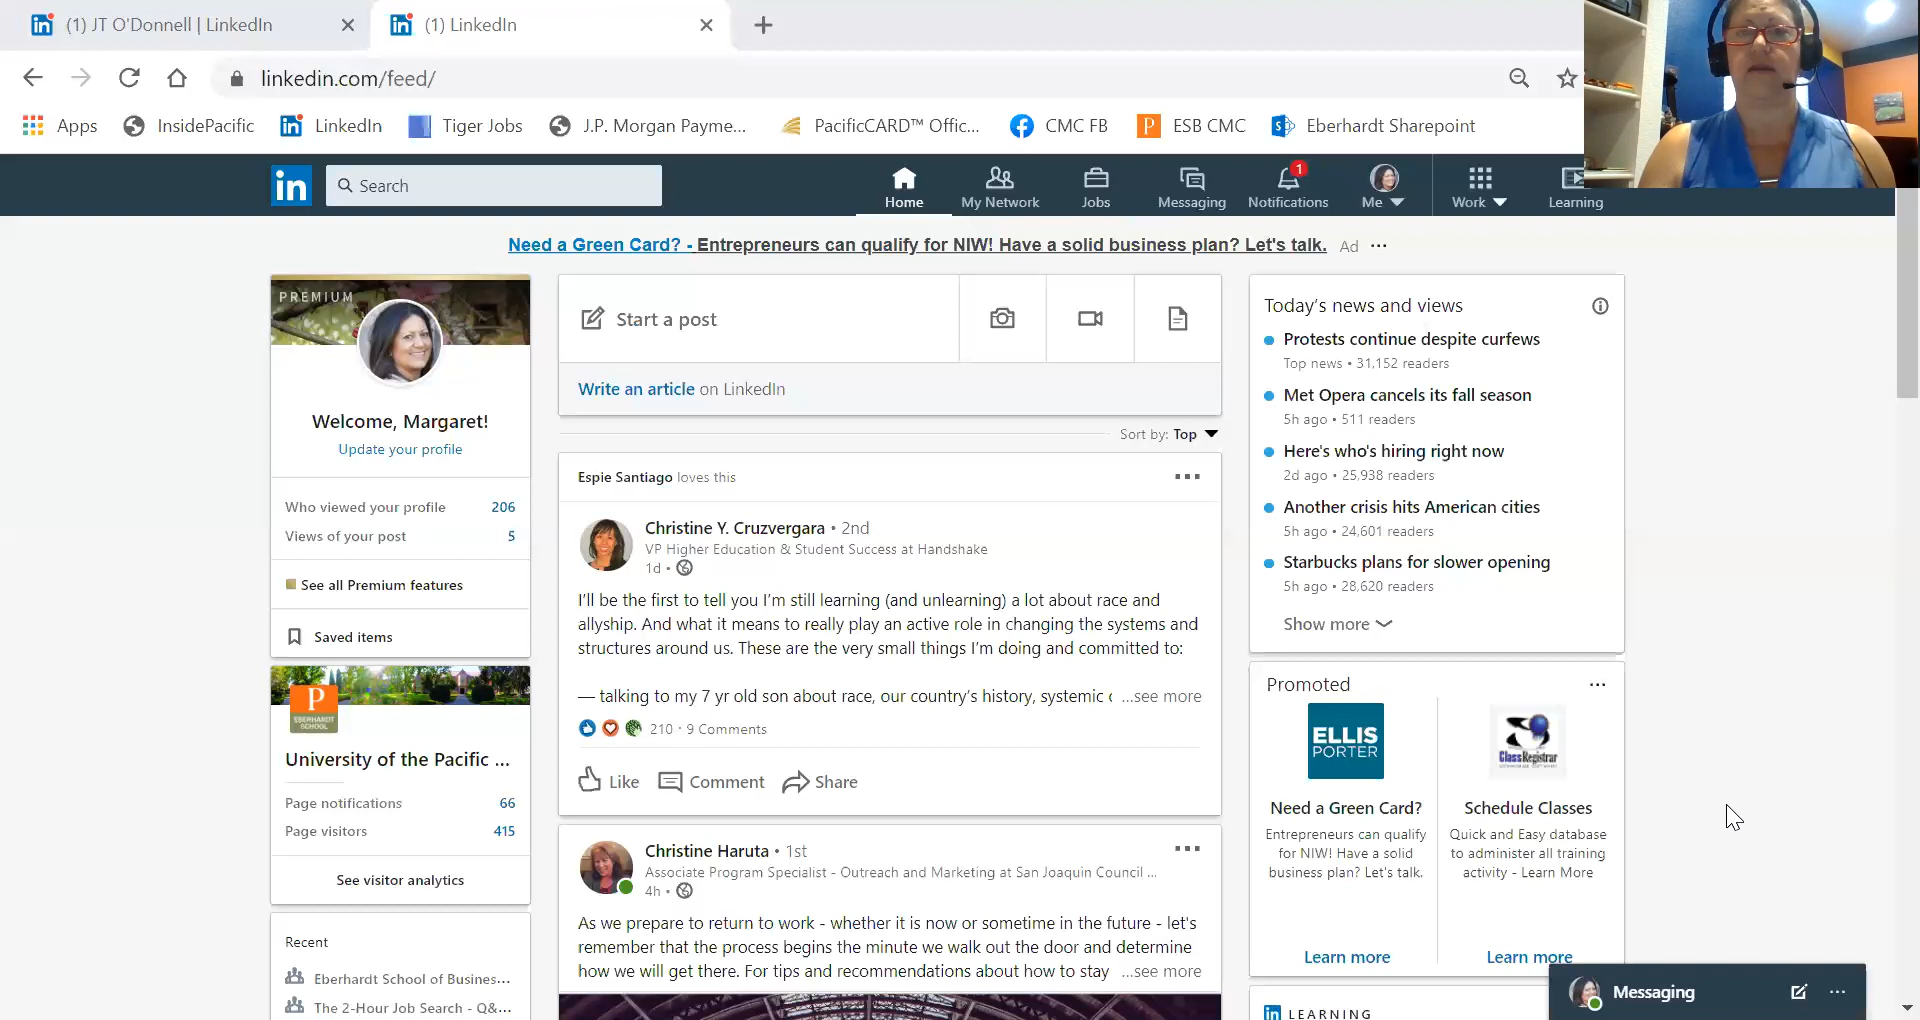 (1) JT O'Donnell | LinkedIn
(1) LinkedIn
linkedin.com/feed/
Apps
InsidePacific
LinkedIn
Tiger Jobs
J.P. Morgan Payme...
PacificCARD™ Offic...
CMC FB
ESB CMC
Eberhardt Sharepoint
Search
Home
My Network
Jobs
Messaging
1
Notifications
Me
Work
Learning
Need a Green Card? - Entrepreneurs can qualify for NIW! Have a solid business plan? Let's talk. Ad
PREMIUM
Welcome, Margaret!
Update your profile
Who viewed your profile 206
Views of your post 5
See all Premium features
Saved items
P
EBERHARDT
SCHOOL
University of the Pacific ...
Page notifications 66
Page visitors 415
See visitor analytics
Recent
Eberhardt School of Busines...
The 2-Hour Job Search - Q&...
Start a post
Write an article on LinkedIn
Sort by: Top
Espie Santiago loves this
Christine Y. Cruzvergara • 2nd
VP Higher Education & Student Success at Handshake
1d •
I'll be the first to tell you I'm still learning (and unlearning) a lot about race and
allyship. And what it means to really play an active role in changing the systems and
structures around us. These are the very small things I'm doing and committed to:
— talking to my 7 yr old son about race, our country's history, systemic ...see more
210 · 9 Comments
Like
Comment
Share
Christine Haruta • 1st
Associate Program Specialist - Outreach and Marketing at San Joaquin Council ...
4h •
As we prepare to return to work - whether it is now or sometime in the future - let's
remember that the process begins the minute we walk out the door and determine
how we will get there. For tips and recommendations about how to stay ...see more
Today's news and views
Protests continue despite curfews
Top news • 31,152 readers
Met Opera cancels its fall season
5h ago • 511 readers
Here's who's hiring right now
2d ago • 25,938 readers
Another crisis hits American cities
5h ago • 24,601 readers
Starbucks plans for slower opening
5h ago • 28,620 readers
Show more
Promoted
ELLIS
PORTER
Need a Green Card?
Entrepreneurs can qualify
for NIW! Have a solid
business plan? Let's talk.
Learn more
ClassRegistrar
Schedule Classes
Quick and Easy database
to administer all training
activity - Learn More
Learn more
in LEARNING
Messaging